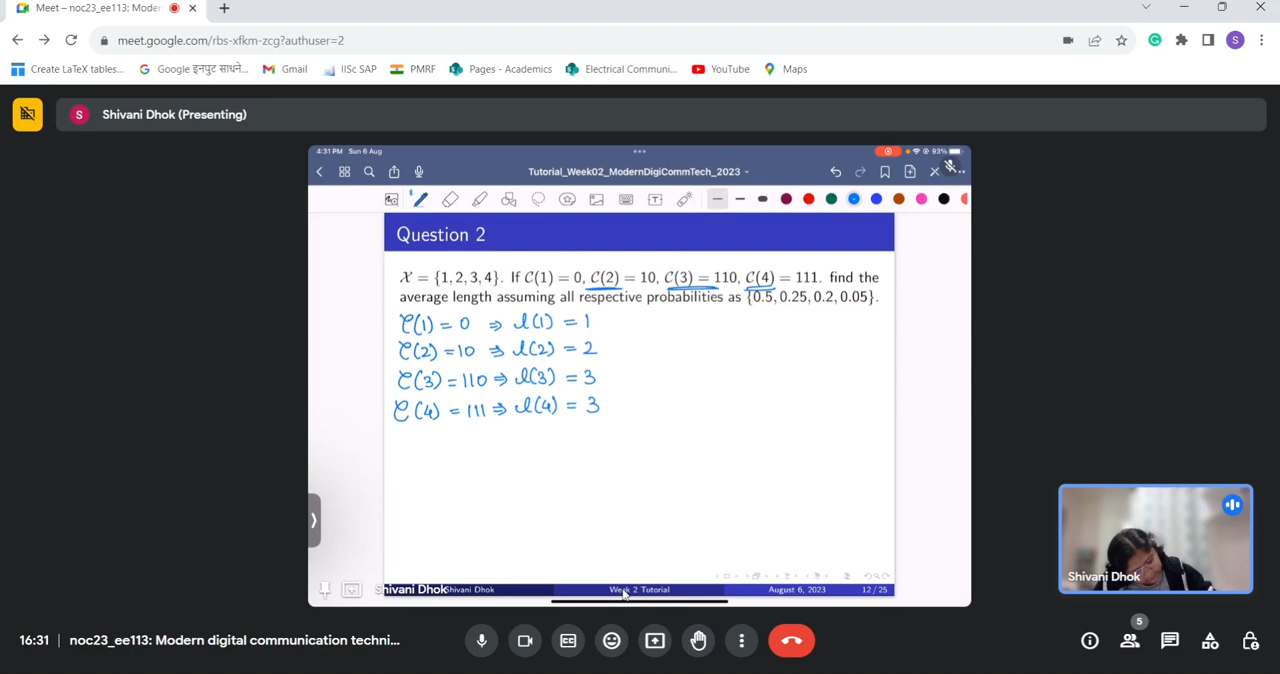 Meet – noc23_ee113: Moder
meet.google.com/rbs-xfkm-zcg?authuser=2
S
Create LaTeX tables...
Google इनपुट साधने...
Gmail
IISc SAP
PMRF
Pages - Academics
Electrical Communi...
YouTube
Maps
S Shivani Dhok (Presenting)
4:31 PM Sun 6 Aug
93%
Tutorial_Week02_ModernDigiCommTech_2023
Question 2
𝒳 = {1, 2, 3, 4}. If C(1) = 0, C(2) = 10, C(3) = 110, C(4) = 111. find the
average length assuming all respective probabilities as {0.5, 0.25, 0.2, 0.05}.
C(1) = 0 ⇒ l(1) = 1
C(2) = 10 ⇒ l(2) = 2
C(3) = 110 ⇒ l(3) = 3
C(4) = 111 ⇒ l(4) = 3
Shivani Dhok
Shivani Dhok
Week 2 Tutorial
August 6, 2023
12 / 25
Shivani Dhok
16:31 | noc23_ee113: Modern digital communication techni...
5